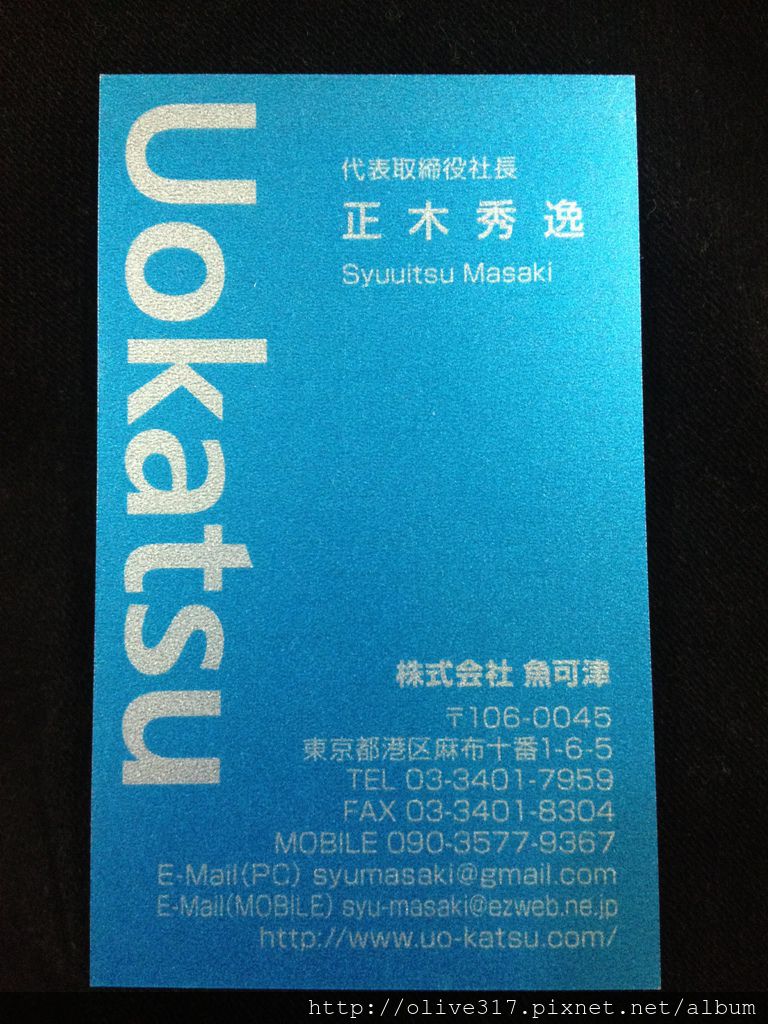 Uokatsu
代表取締役社長
正木秀逸
Syuuitsu Masaki
株式会社 魚可津
〒106-0045
東京都港区麻布十番1-6-5
TEL 03-3401-7959
FAX 03-3401-8304
MOBILE 090-3577-9367
E-Mail(PC) syumasaki@gmail.com
E-Mail(MOBILE) syu-masaki@ezweb.ne.jp
http://www.uo-katsu.com/
http://olive317.pixnet.net/album